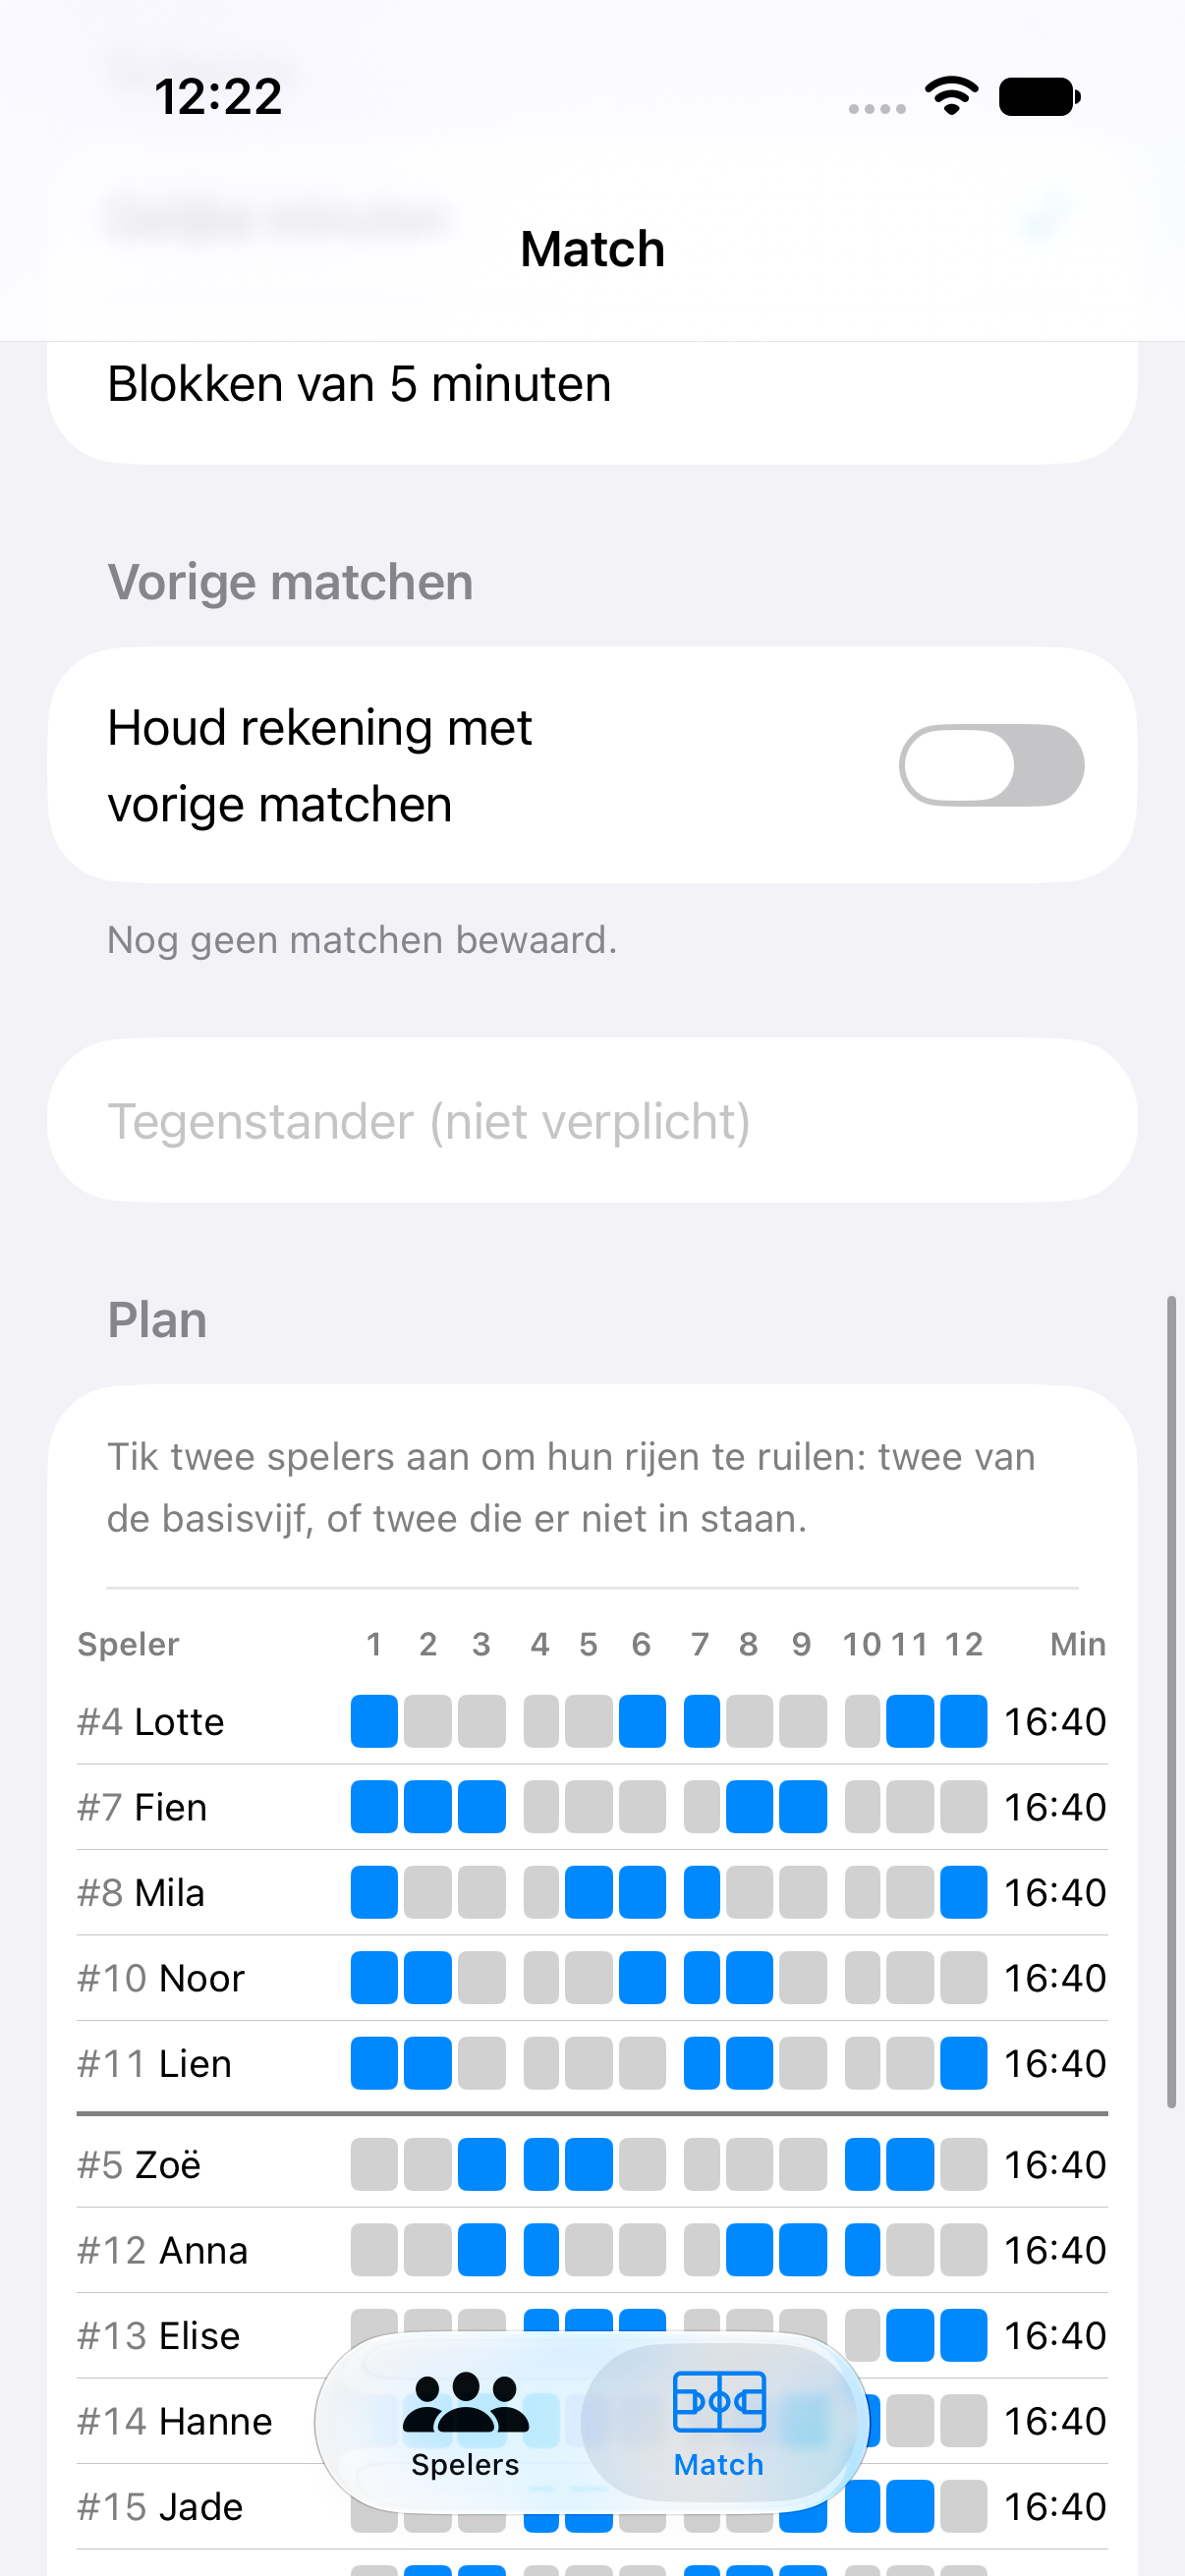 12:22
Match
Blokken van 5 minuten
Vorige matchen
Houd rekening met
vorige matchen
Nog geen matchen bewaard.
Tegenstander (niet verplicht)
Plan
Tik twee spelers aan om hun rijen te ruilen: twee van
de basisvijf, of twee die er niet in staan.
Speler 1 2 3 4 5 6 7 8 9 10 11 12 Min
#4 Lotte 16:40
#7 Fien 16:40
#8 Mila 16:40
#10 Noor 16:40
#11 Lien 16:40
#5 Zoë 16:40
#12 Anna 16:40
#13 Elise 16:40
#14 Hanne 16:40
#15 Jade 16:40
Spelers Match